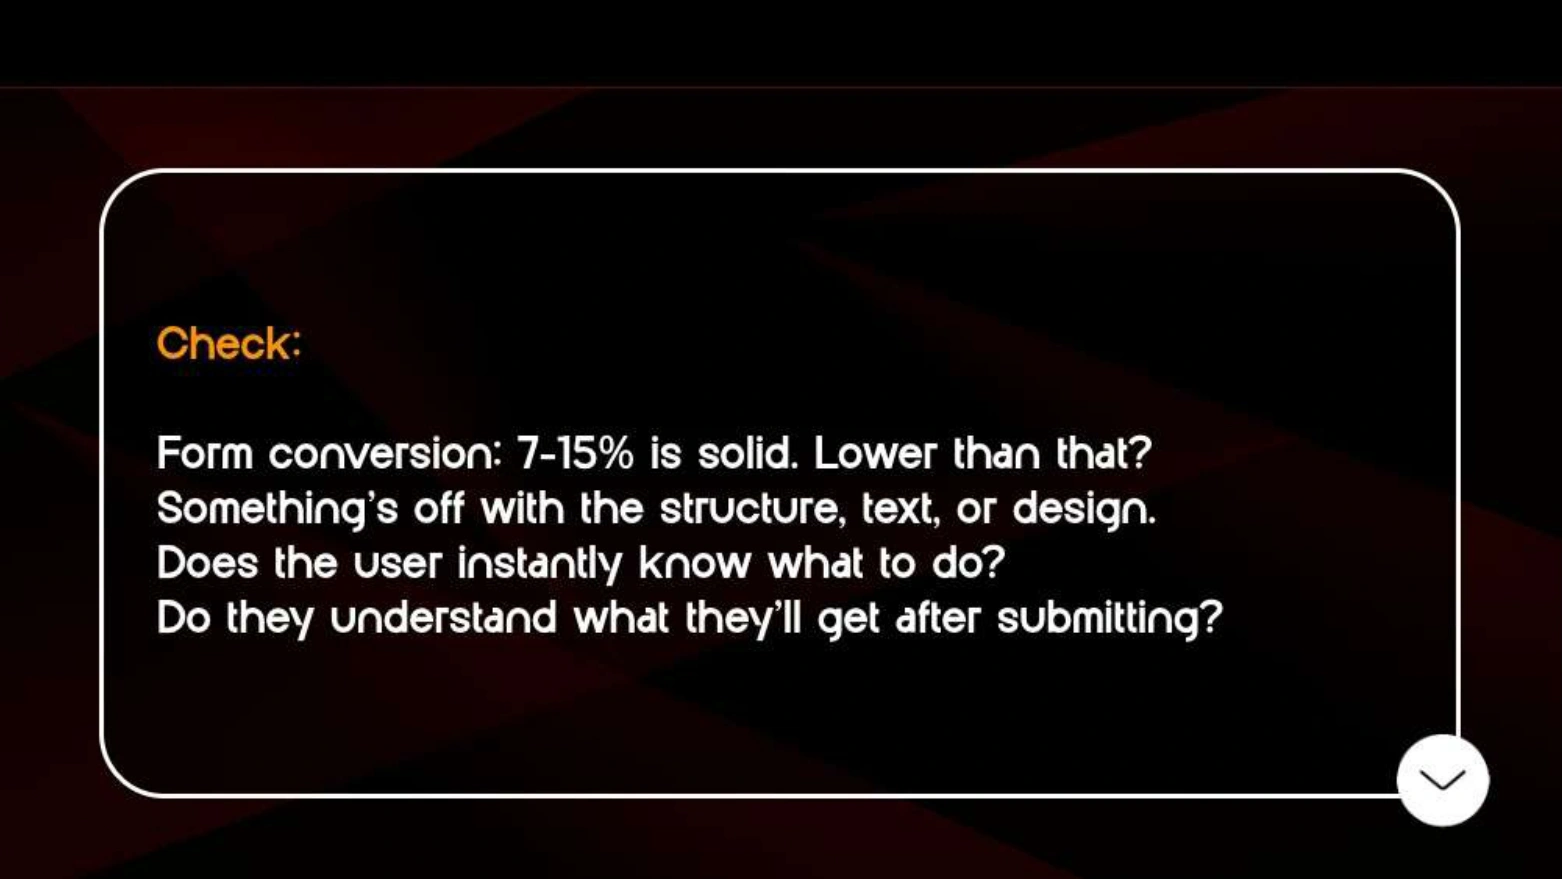 Check:
Form conversion: 7-15% is solid. Lower than that?
Something’s off with the structure, text, or design.
Does the user instantly know what to do?
Do they understand what they’ll get after submitting?